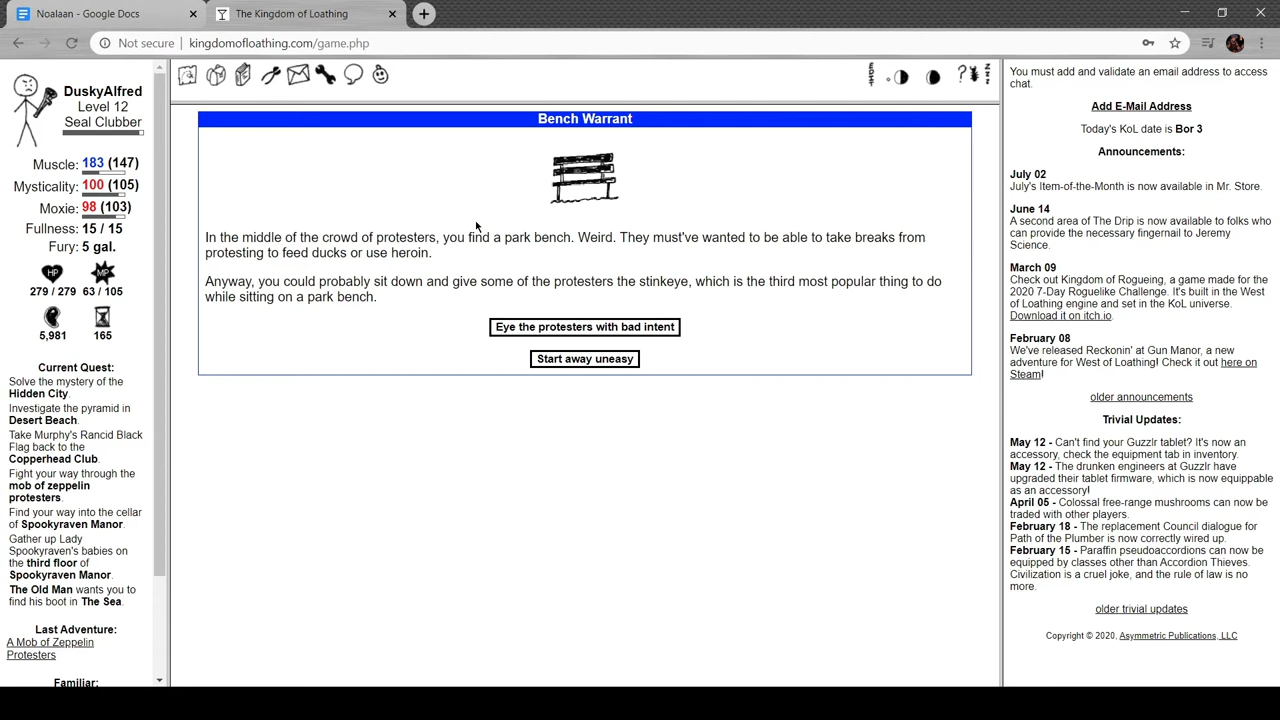 Noalaan - Google Docs
The Kingdom of Loathing
Not secure | kingdomofloathing.com/game.php
DuskyAlfred
Level 12
Seal Clubber
Muscle: 183 (147)
Mysticality: 100 (105)
Moxie: 98 (103)
Fullness: 15 / 15
Fury: 5 gal.
HP MP
279 / 279 63 / 105
5,981 165
Current Quest:
Solve the mystery of the
Hidden City.
Investigate the pyramid in
Desert Beach.
Take Murphy's Rancid Black
Flag back to the
Copperhead Club.
Fight your way through the
mob of zeppelin
protesters.
Find your way into the cellar
of Spookyraven Manor.
Gather up Lady
Spookyraven's babies on
the third floor of
Spookyraven Manor.
The Old Man wants you to
find his boot in The Sea.
Last Adventure:
A Mob of Zeppelin
Protesters
Familiar:
Bench Warrant
In the middle of the crowd of protesters, you find a park bench. Weird. They must've wanted to be able to take breaks from
protesting to feed ducks or use heroin.
Anyway, you could probably sit down and give some of the protesters the stinkeye, which is the third most popular thing to do
while sitting on a park bench.
Eye the protesters with bad intent
Start away uneasy
You must add and validate an email address to access
chat.
Add E-Mail Address
Today's KoL date is Bor 3
Announcements:
July 02
July's Item-of-the-Month is now available in Mr. Store.
June 14
A second area of The Drip is now available to folks who
can provide the necessary fingernail to Jeremy
Science.
March 09
Check out Kingdom of Rogueing, a game made for the
2020 7-Day Roguelike Challenge. It's built in the West
of Loathing engine and set in the KoL universe.
Download it on itch.io.
February 08
We've released Reckonin' at Gun Manor, a new
adventure for West of Loathing! Check it out here on
Steam!
older announcements
Trivial Updates:
May 12 - Can't find your Guzzlr tablet? It's now an
accessory, check the equipment tab in inventory.
May 12 - The drunken engineers at Guzzlr have
upgraded their tablet firmware, which is now equippable
as an accessory!
April 05 - Colossal free-range mushrooms can now be
traded with other players.
February 18 - The replacement Council dialogue for
Path of the Plumber is now correctly wired up.
February 15 - Paraffin pseudoaccordions can now be
equipped by classes other than Accordion Thieves.
Civilization is a cruel joke, and the rule of law is no
more.
older trivial updates
Copyright © 2020, Asymmetric Publications, LLC